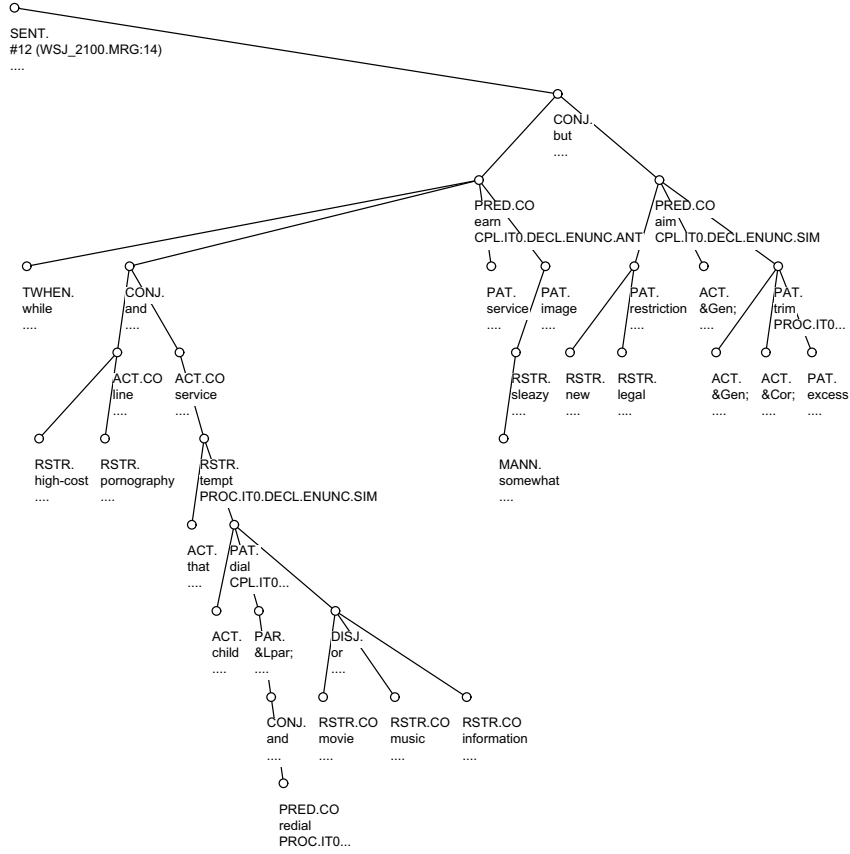 SENT.
#12 (WSJ_2100.MRG:14)
....
CONJ.
but
....
PRED.CO
earn
CPL.IT0.DECL.ENUNC.ANT
PRED.CO
aim
CPL.IT0.DECL.ENUNC.SIM
TWHEN.
while
....
CONJ.
and
....
PAT.
service
....
PAT.
image
....
PAT.
restriction
....
ACT.
&Gen;
....
PAT.
trim
PROC.IT0...
ACT.CO
line
....
ACT.CO
service
....
RSTR.
sleazy
....
RSTR.
new
....
RSTR.
legal
....
ACT.
&Gen;
....
ACT.
&Cor;
....
PAT.
excess
....
RSTR.
high-cost
....
RSTR.
pornography
....
RSTR.
tempt
PROC.IT0.DECL.ENUNC.SIM
MANN.
somewhat
....
ACT.
that
....
PAT.
dial
CPL.IT0...
ACT.
child
....
PAR.
&Lpar;
....
DISJ.
or
....
CONJ.
and
....
RSTR.CO
movie
....
RSTR.CO
music
....
RSTR.CO
information
....
PRED.CO
redial
PROC.IT0...